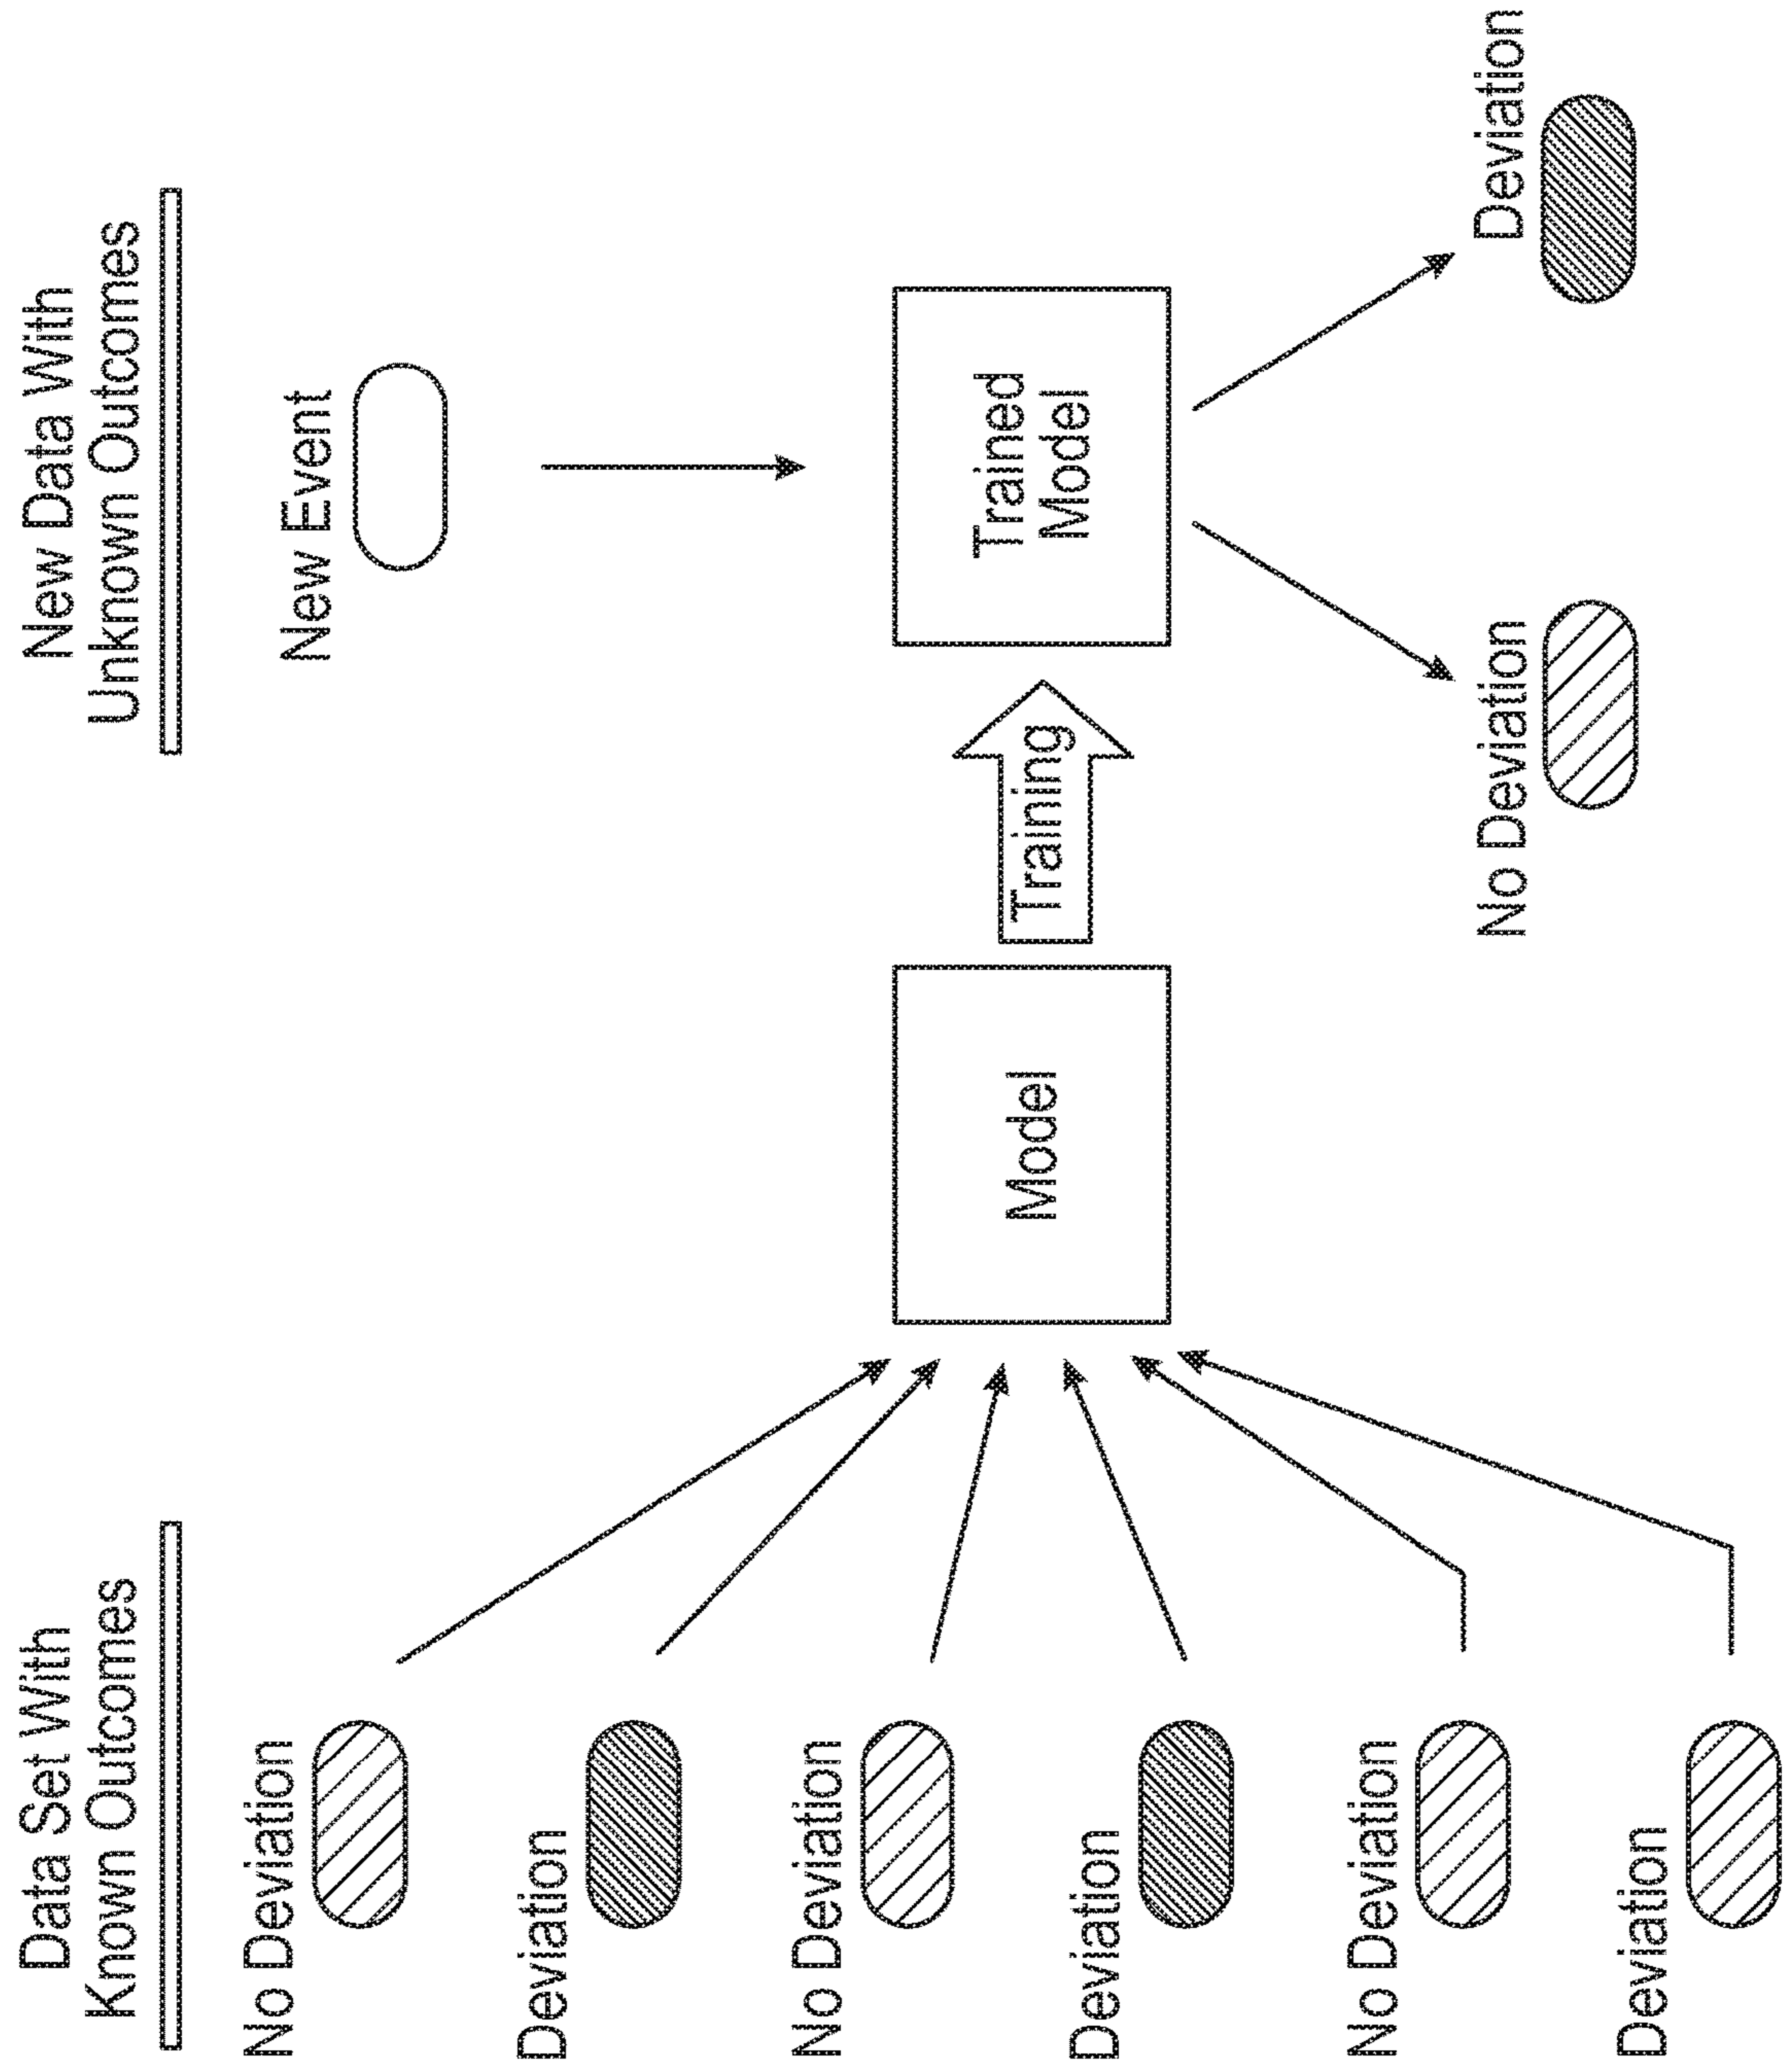 Data Set With
Known Outcomes
No Deviation
Deviation
No Deviation
Deviation
No Deviation
Deviation
Model
Training
New Data With
Unknown Outcomes
New Event
Trained
Model
No Deviation
Deviation